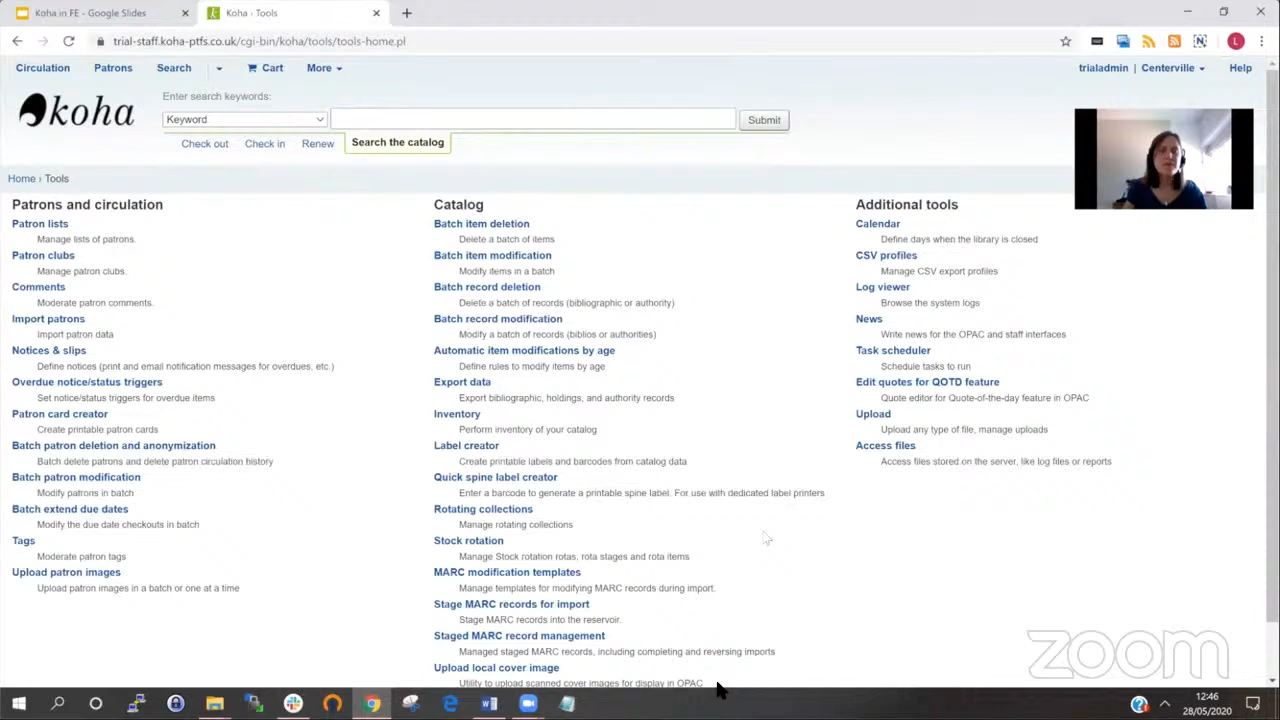 Koha in FE - Google Slides
Koha › Tools
trial-staff.koha-ptfs.co.uk/cgi-bin/koha/tools/tools-home.pl
Circulation Patrons Search Cart More
trialadmin | Centerville Help
koha
Enter search keywords:
Keyword Submit
Check out Check in Renew Search the catalog
Home › Tools
Patrons and circulation
Patron lists
Manage lists of patrons.
Patron clubs
Manage patron clubs.
Comments
Moderate patron comments.
Import patrons
Import patron data
Notices & slips
Define notices (print and email notification messages for overdues, etc.)
Overdue notice/status triggers
Set notice/status triggers for overdue items
Patron card creator
Create printable patron cards
Batch patron deletion and anonymization
Batch delete patrons and delete patron circulation history
Batch patron modification
Modify patrons in batch
Batch extend due dates
Modify the due date checkouts in batch
Tags
Moderate patron tags
Upload patron images
Upload patron images in a batch or one at a time
Catalog
Batch item deletion
Delete a batch of items
Batch item modification
Modify items in a batch
Batch record deletion
Delete a batch of records (bibliographic or authority)
Batch record modification
Modify a batch of records (biblios or authorities)
Automatic item modifications by age
Define rules to modify items by age
Export data
Export bibliographic, holdings, and authority records
Inventory
Perform inventory of your catalog
Label creator
Create printable labels and barcodes from catalog data
Quick spine label creator
Enter a barcode to generate a printable spine label. For use with dedicated label printers
Rotating collections
Manage rotating collections
Stock rotation
Manage Stock rotation rotas, rota stages and rota items
MARC modification templates
Manage templates for modifying MARC records during import.
Stage MARC records for import
Stage MARC records into the reservoir.
Staged MARC record management
Managed staged MARC records, including completing and reversing imports
Upload local cover image
Utility to upload scanned cover images for display in OPAC
Additional tools
Calendar
Define days when the library is closed
CSV profiles
Manage CSV export profiles
Log viewer
Browse the system logs
News
Write news for the OPAC and staff interfaces
Task scheduler
Schedule tasks to run
Edit quotes for QOTD feature
Quote editor for Quote-of-the-day feature in OPAC
Upload
Upload any type of file, manage uploads
Access files
Access files stored on the server, like log files or reports
zoom
12:46
28/05/2020